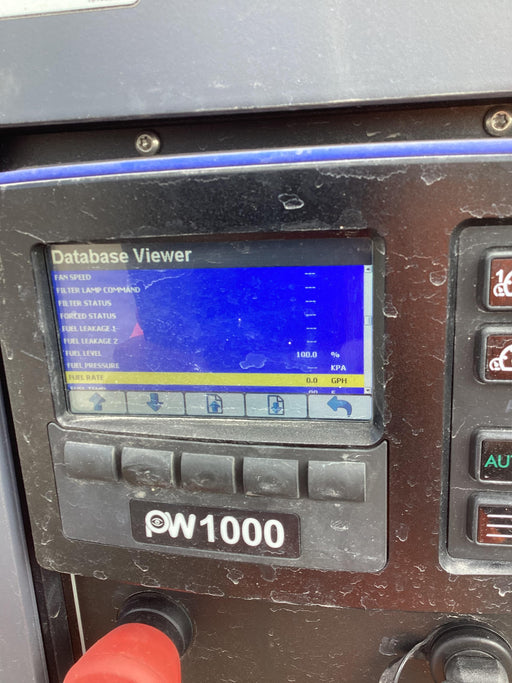 Database Viewer
FAN SPEED ---
FILTER LAMP COMMAND ---
FILTER STATUS ---
FORCED STATUS ---
FUEL LEAKAGE 1 ---
FUEL LEAKAGE 2 ---
FUEL LEVEL 100.0 %
FUEL PRESSURE --- KPA
FUEL RATE 0.0 GPH
PW1000
AU